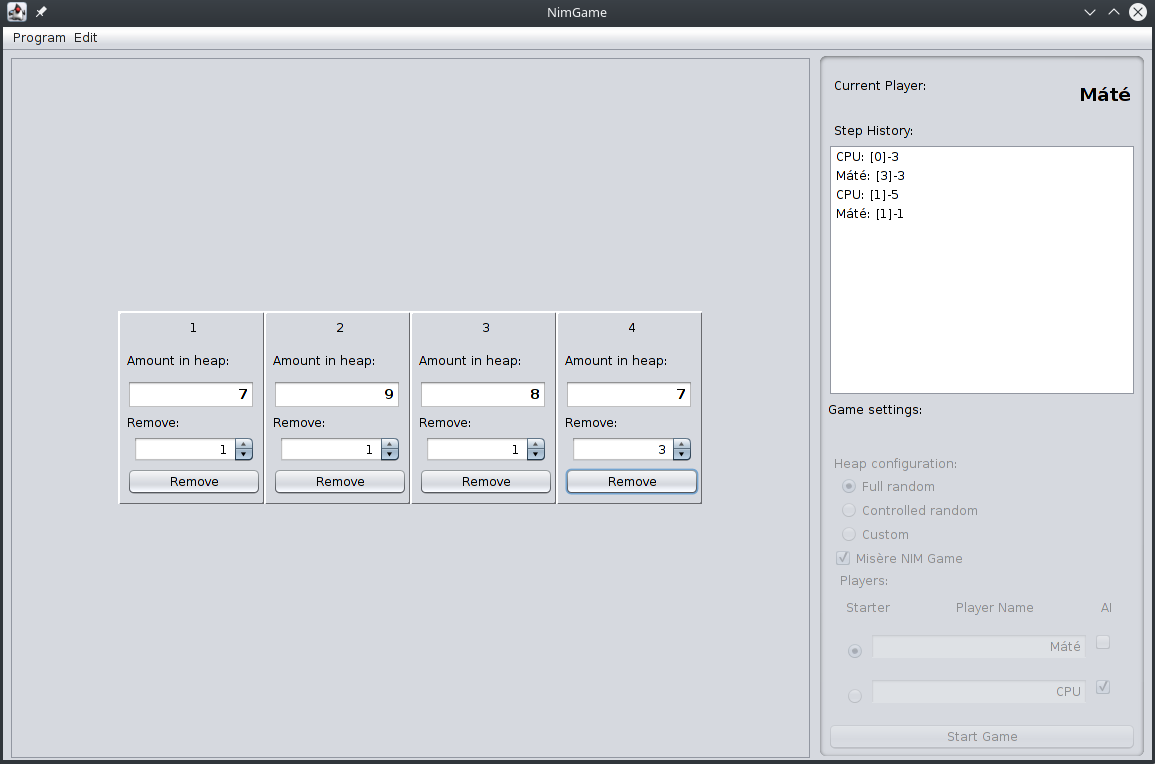 NimGame
Program Edit
1 2 3 4
Amount in heap: Amount in heap: Amount in heap: Amount in heap:
7 9 8 7
Remove: Remove: Remove: Remove:
1 1 1 3
Remove Remove Remove Remove
Current Player:
Máté
Step History:
CPU: [0]-3
Máté: [3]-3
CPU: [1]-5
Máté: [1]-1
Game settings:
Heap configuration:
Full random
Controlled random
Custom
Misère NIM Game
Players:
Starter Player Name AI
Máté
CPU
Start Game